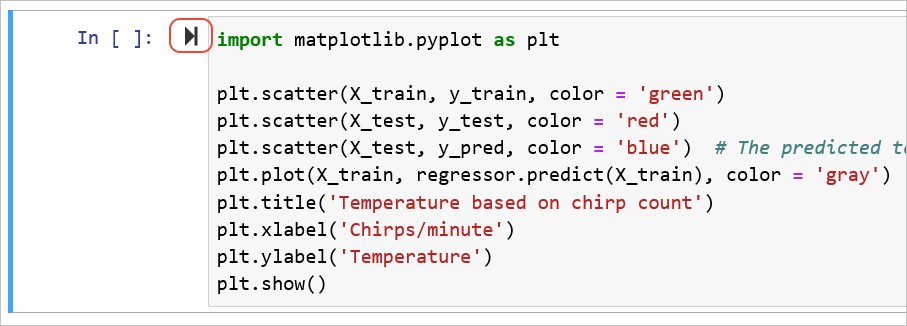 In [ ]: import matplotlib.pyplot as plt
plt.scatter(X_train, y_train, color = 'green')
plt.scatter(X_test, y_test, color = 'red')
plt.scatter(X_test, y_pred, color = 'blue')  # The predicted
plt.plot(X_train, regressor.predict(X_train), color = 'gray')
plt.title('Temperature based on chirp count')
plt.xlabel('Chirps/minute')
plt.ylabel('Temperature')
plt.show()